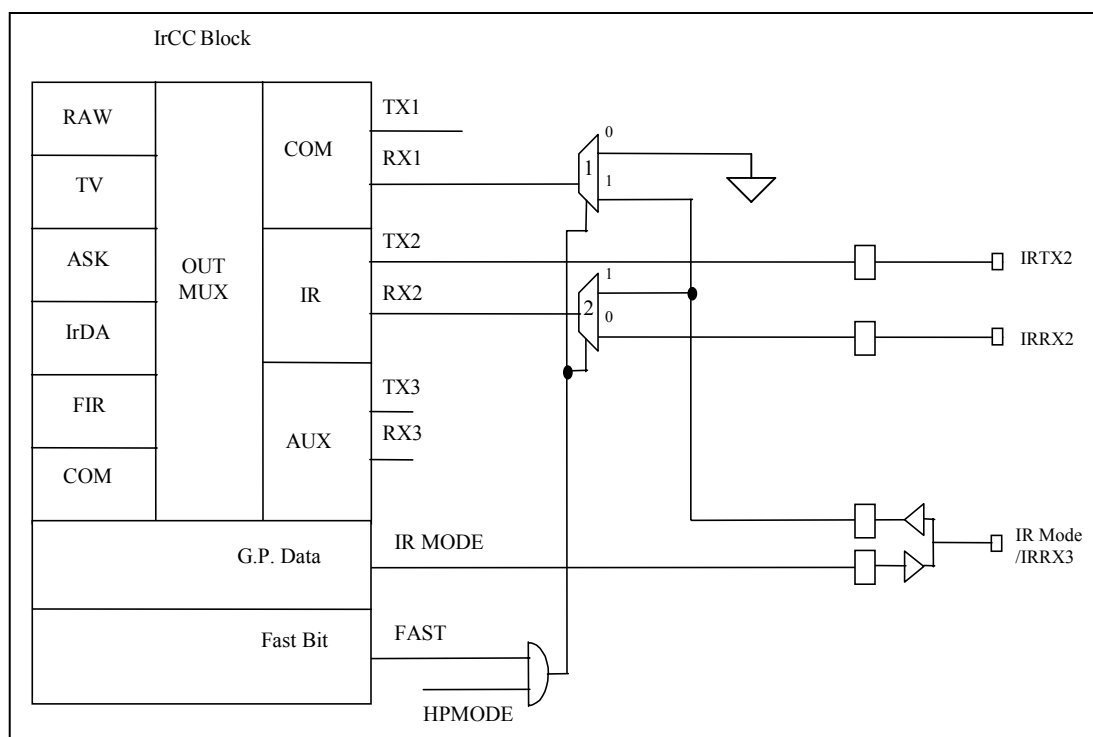 IrCC Block
RAW
TV
ASK
IrDA
FIR
COM
OUT
MUX
COM
IR
AUX
TX1
RX1
TX2
RX2
TX3
RX3
0
1
1
1
2
0
IRTX2
IRRX2
G.P. Data
IR MODE
IR Mode
/IRRX3
Fast Bit
FAST
HPMODE